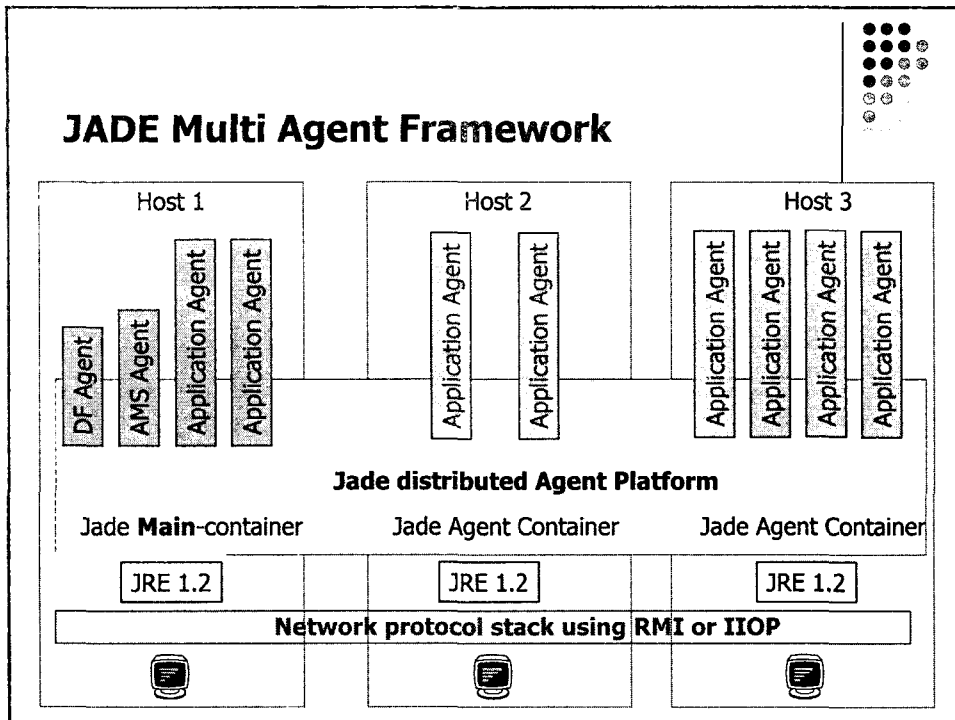 JADE Multi Agent Framework
Host 1
Host 2
Host 3
DF Agent
AMS Agent
Application Agent
Application Agent
Application Agent
Application Agent
Application Agent
Application Agent
Application Agent
Application Agent
Jade distributed Agent Platform
Jade Main-container
Jade Agent Container
Jade Agent Container
JRE 1.2
JRE 1.2
JRE 1.2
Network protocol stack using RMI or IIOP